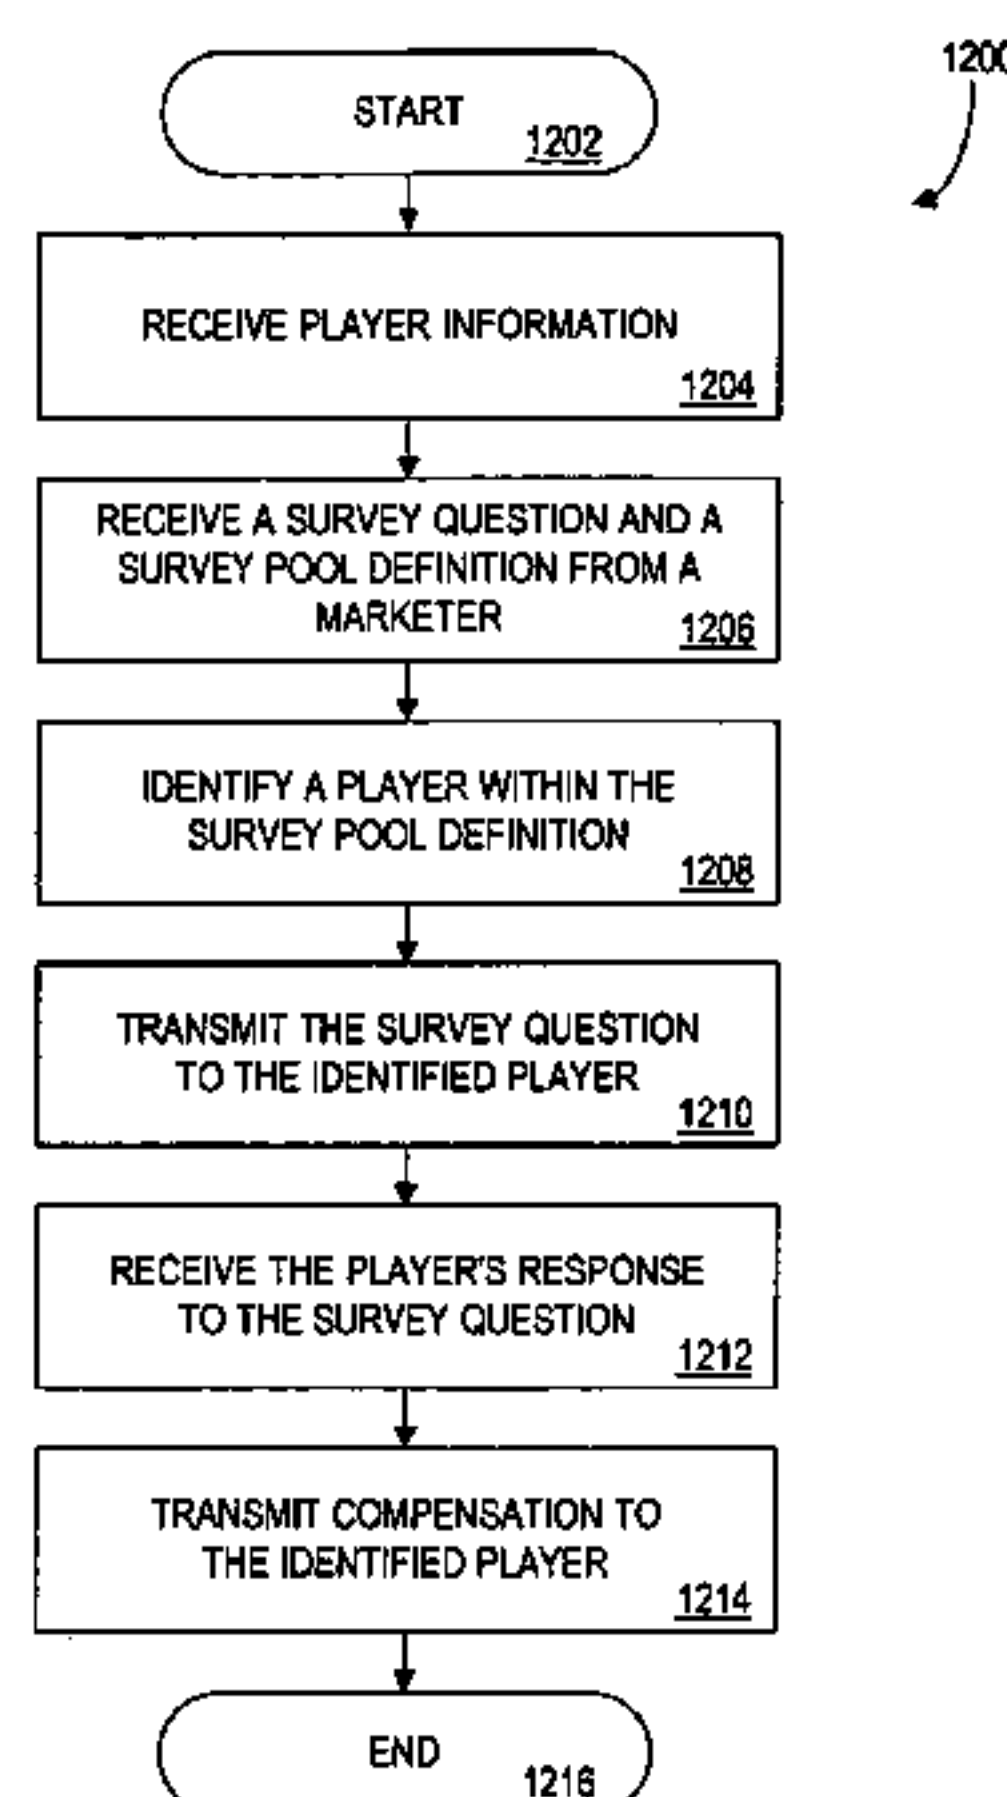 1200
START
1202
RECEIVE PLAYER INFORMATION
1204
RECEIVE A SURVEY QUESTION AND A
SURVEY POOL DEFINITION FROM A
MARKETER
1206
IDENTIFY A PLAYER WITHIN THE
SURVEY POOL DEFINITION
1208
TRANSMIT THE SURVEY QUESTION
TO THE IDENTIFIED PLAYER
1210
RECEIVE THE PLAYER'S RESPONSE
TO THE SURVEY QUESTION
1212
TRANSMIT COMPENSATION TO
THE IDENTIFIED PLAYER
1214
END
1216